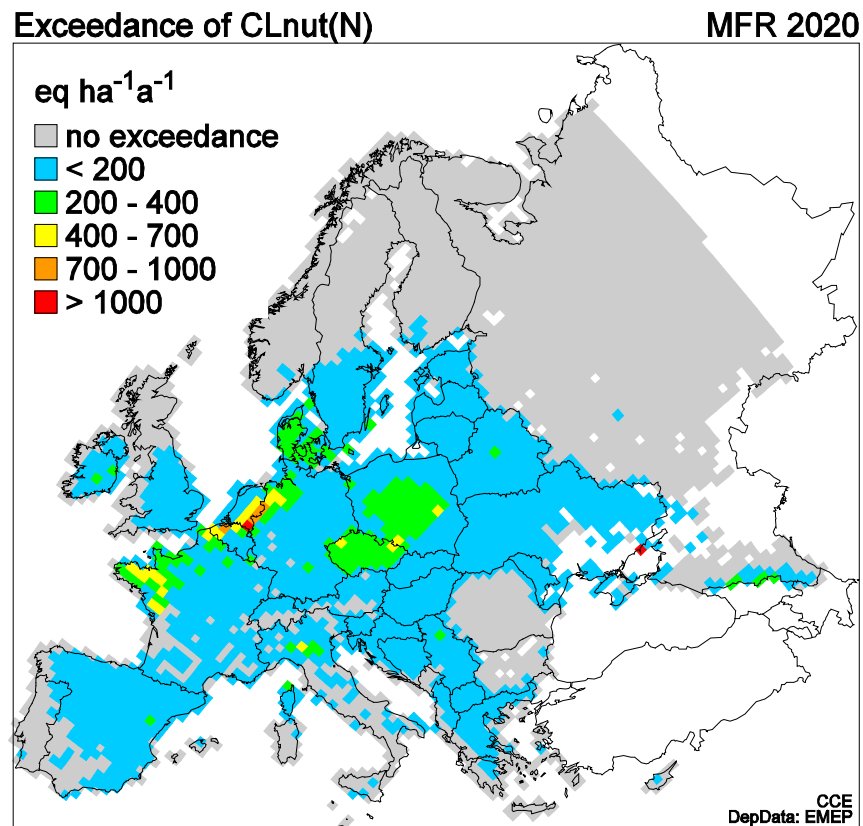 Exceedance of CLnut(N) MFR 2020
eq ha⁻¹a⁻¹
no exceedance
< 200
200 - 400
400 - 700
700 - 1000
> 1000
CCE
DepData: EMEP